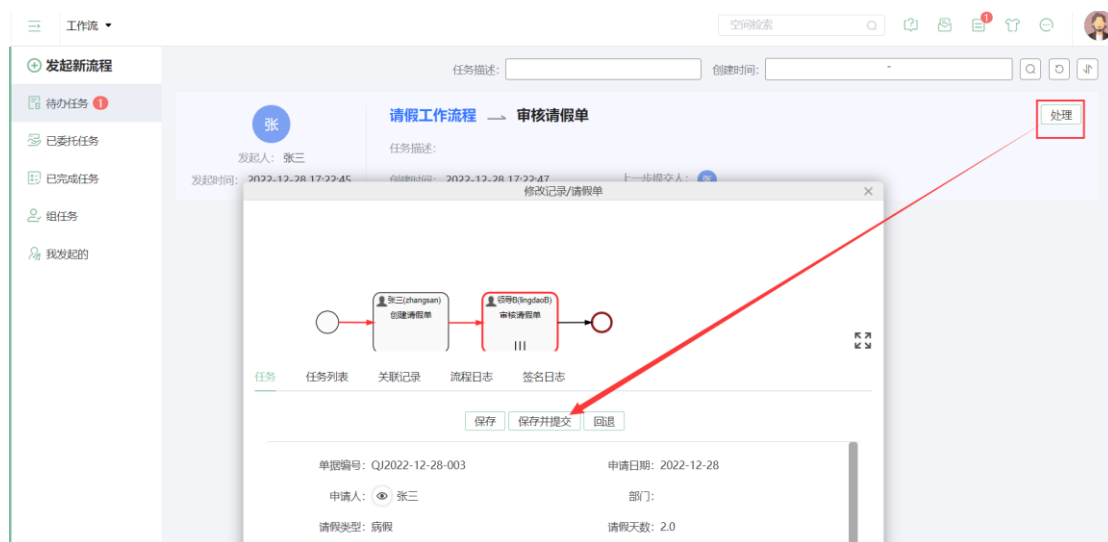 工作流
空间检索
1
发起新流程
任务描述:
创建时间:
-
待办任务 1
张
请假工作流程 审核请假单
处理
已委托任务
任务描述:
发起人: 张三
已完成任务
发起时间: 2022-12-28 17:22:45
创建时间: 2022-12-28 17:22:47
上一步提交人: 张
修改记录/请假单
组任务
我发起的
张三(zhangsan)
创建请假单
领导B(lingdaoB)
审核请假单
任务 任务列表 关联记录 流程日志 签名日志
保存 保存并提交 回退
单据编号: QJ2022-12-28-003
申请日期: 2022-12-28
申请人: 张三
部门:
请假类型: 病假
请假天数: 2.0